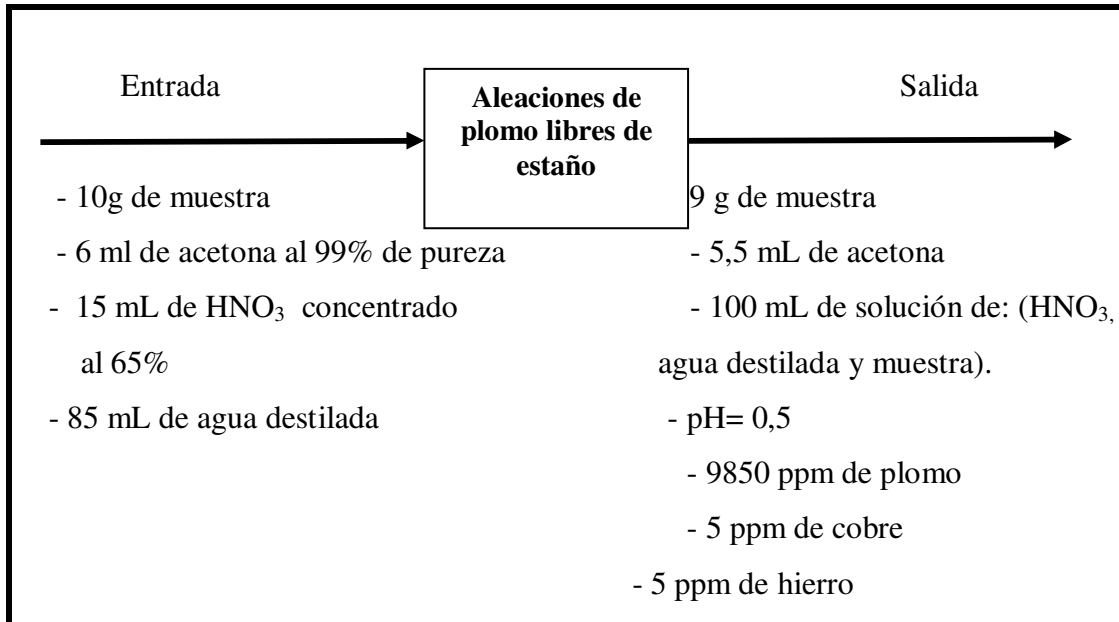 Entrada
Aleaciones de
plomo libres de
estaño
Salida
- 10g de muestra
- 6 ml de acetona al 99% de pureza
- 15 mL de HNO₃ concentrado
al 65%
- 85 mL de agua destilada
9 g de muestra
- 5,5 mL de acetona
- 100 mL de solución de: (HNO₃,
agua destilada y muestra).
- pH= 0,5
- 9850 ppm de plomo
- 5 ppm de cobre
- 5 ppm de hierro